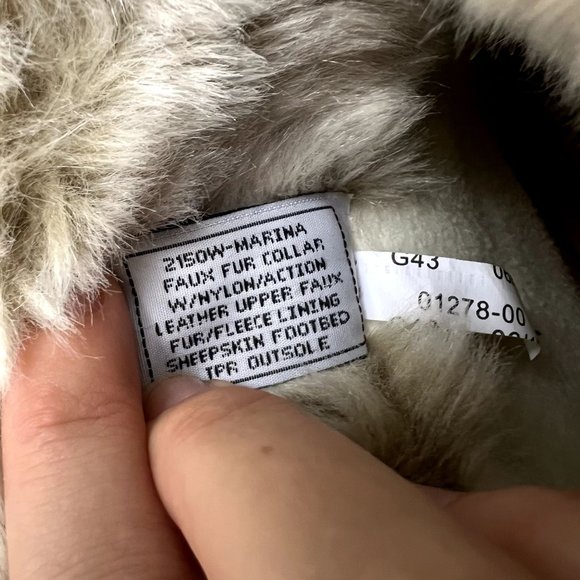 2150W-MARINA
FAUX FUR COLLAR
W/NYLON/ACTION
LEATHER UPPER FAUX
FUR/FLEECE LINING
SHEEPSKIN FOOTBED
TPR OUTSOLE
G43 06
01278-00